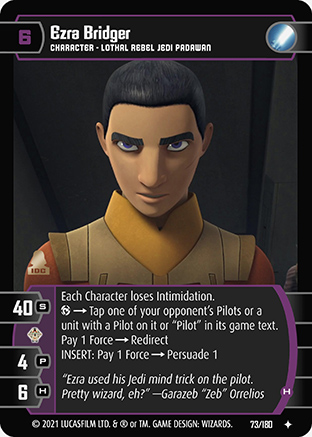 6
Ezra Bridger
CHARACTER • LOTHAL REBEL JEDI PADAWAN
IDC
Each Character loses Intimidation.
→ Tap one of your opponent's Pilots or a
unit with a Pilot on it or "Pilot" in its game text.
Pay 1 Force → Redirect
INSERT: Pay 1 Force → Persuade 1
"Ezra used his Jedi mind trick on the pilot.
Pretty wizard, eh?" —Garazeb "Zeb" Orrelios
40 S
4 P
6 H
H
© 2021 LUCASFILM LTD. & ® or TM. GAME DESIGN: WIZARDS. 73/180